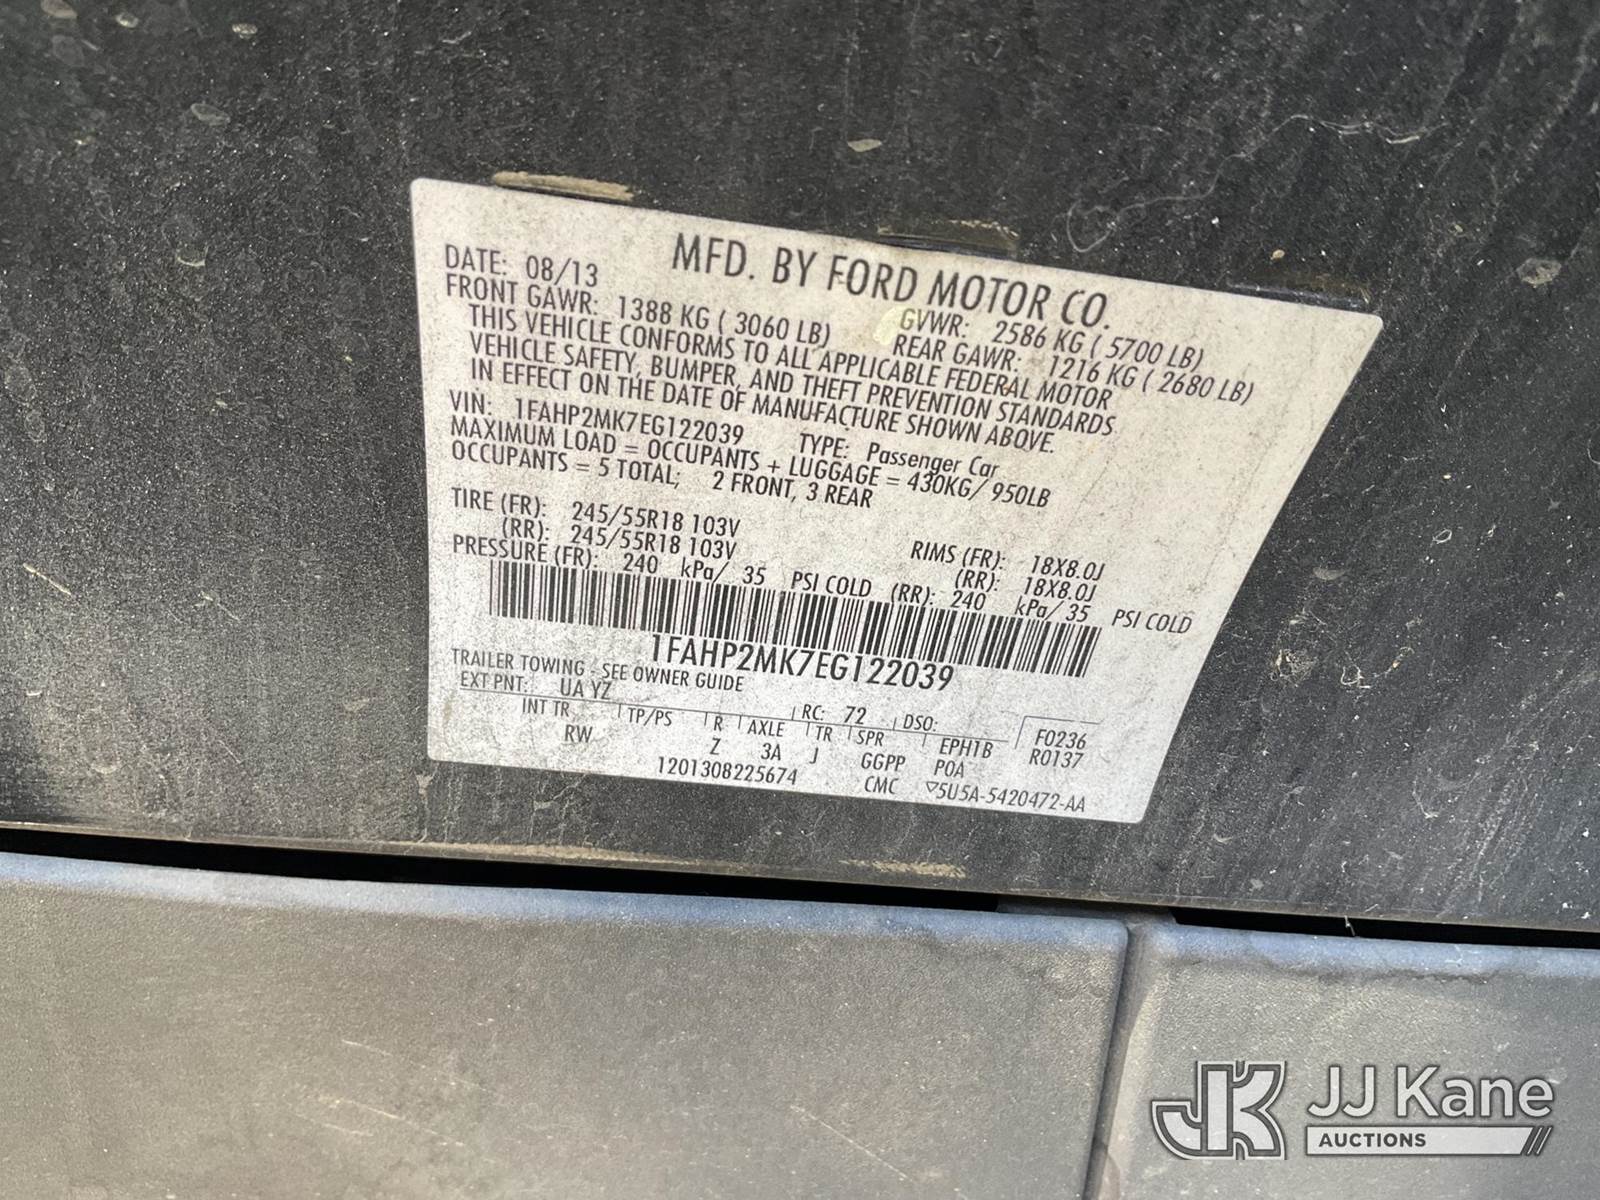 MFD. BY FORD MOTOR CO.
DATE: 08/13 GVWR: 2586 KG ( 5700 LB)
FRONT GAWR: 1388 KG ( 3060 LB) REAR GAWR: 1216 KG ( 2680 LB)
THIS VEHICLE CONFORMS TO ALL APPLICABLE FEDERAL MOTOR
VEHICLE SAFETY, BUMPER, AND THEFT PREVENTION STANDARDS
IN EFFECT ON THE DATE OF MANUFACTURE SHOWN ABOVE.
VIN: 1FAHP2MK7EG122039 TYPE: Passenger Car
MAXIMUM LOAD = OCCUPANTS + LUGGAGE = 430KG/ 950LB
OCCUPANTS = 5 TOTAL; 2 FRONT, 3 REAR
TIRE (FR): 245/55R18 103V RIMS (FR): 18X8.0J
(RR): 245/55R18 103V (RR): 18X8.0J
PRESSURE (FR): 240 kPa/ 35 PSI COLD (RR): 240 kPa/ 35 PSI COLD
1FAHP2MK7EG122039
TRAILER TOWING - SEE OWNER GUIDE
EXT PNT: UA YZ RC: 72 DSO: F0236
INT TR TP/PS R AXLE TR SPR EPH1B R0137
RW Z 3A J GGPP P0A
1201308225674 CMC ▽5U5A-5420472-AA
JK JJ Kane
AUCTIONS